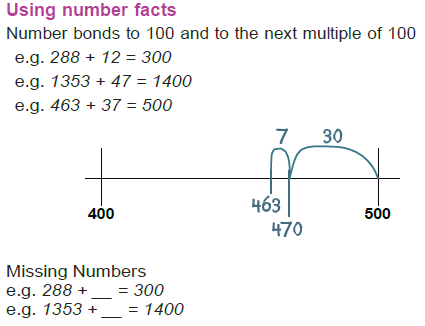 Using number facts
Number bonds to 100 and to the next multiple of 100
e.g. 288 + 12 = 300
e.g. 1353 + 47 = 1400
e.g. 463 + 37 = 500
7 30
400 463 500
470
Missing Numbers
e.g. 288 + __ = 300
e.g. 1353 + __ = 1400